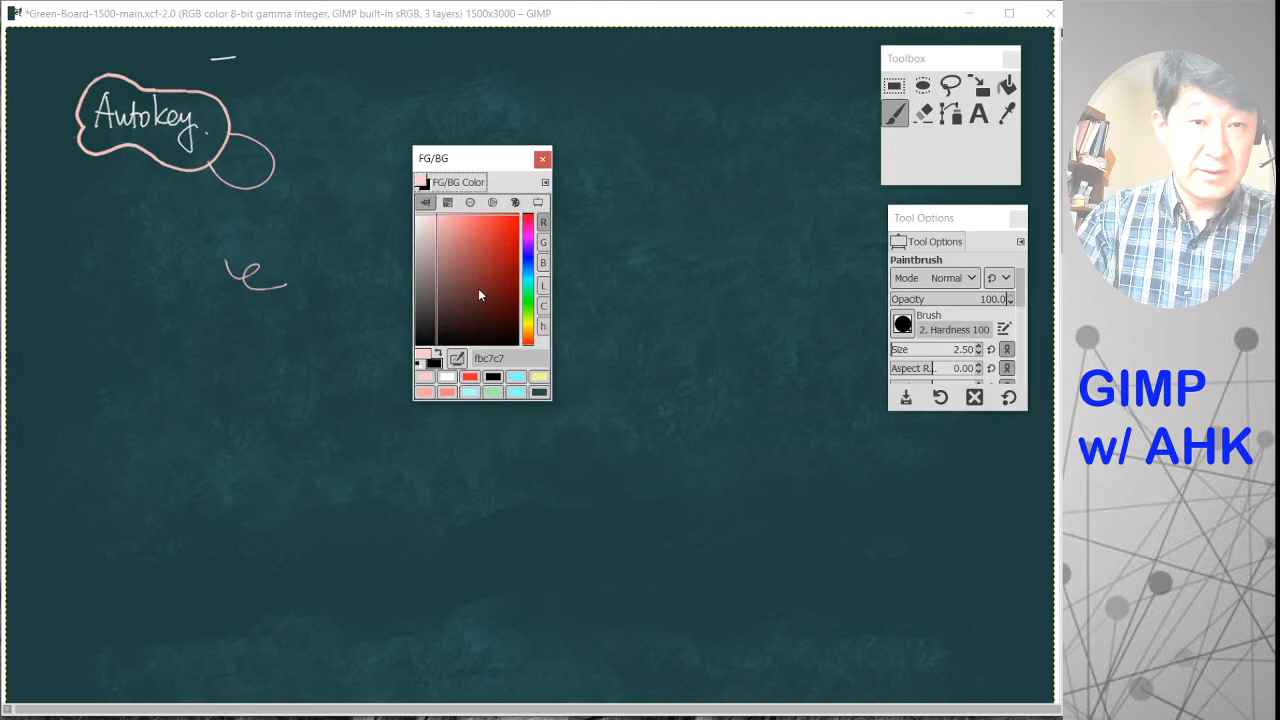 *Green-Board-1500-main.xcf-2.0 (RGB color 8-bit gamma integer, GIMP built-in sRGB, 3 layers) 1500x3000 – GIMP
Autokey.
FG/BG
FG/BG Color
R
G
B
L
C
h
fbc7c7
Toolbox
A
Tool Options
Tool Options
Paintbrush
Mode Normal
Opacity 100.0
Brush
2. Hardness 100
Size 2.50
Aspect R.. 0.00
GIMP
w/ AHK